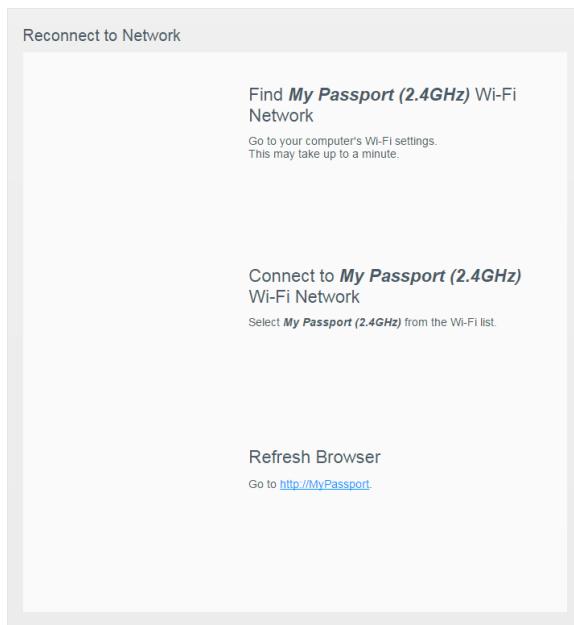 Reconnect to Network
Find My Passport (2.4GHz) Wi-Fi
Network
Go to your computer's Wi-Fi settings.
This may take up to a minute.
Connect to My Passport (2.4GHz)
Wi-Fi Network
Select My Passport (2.4GHz) from the Wi-Fi list.
Refresh Browser
Go to http://MyPassport.